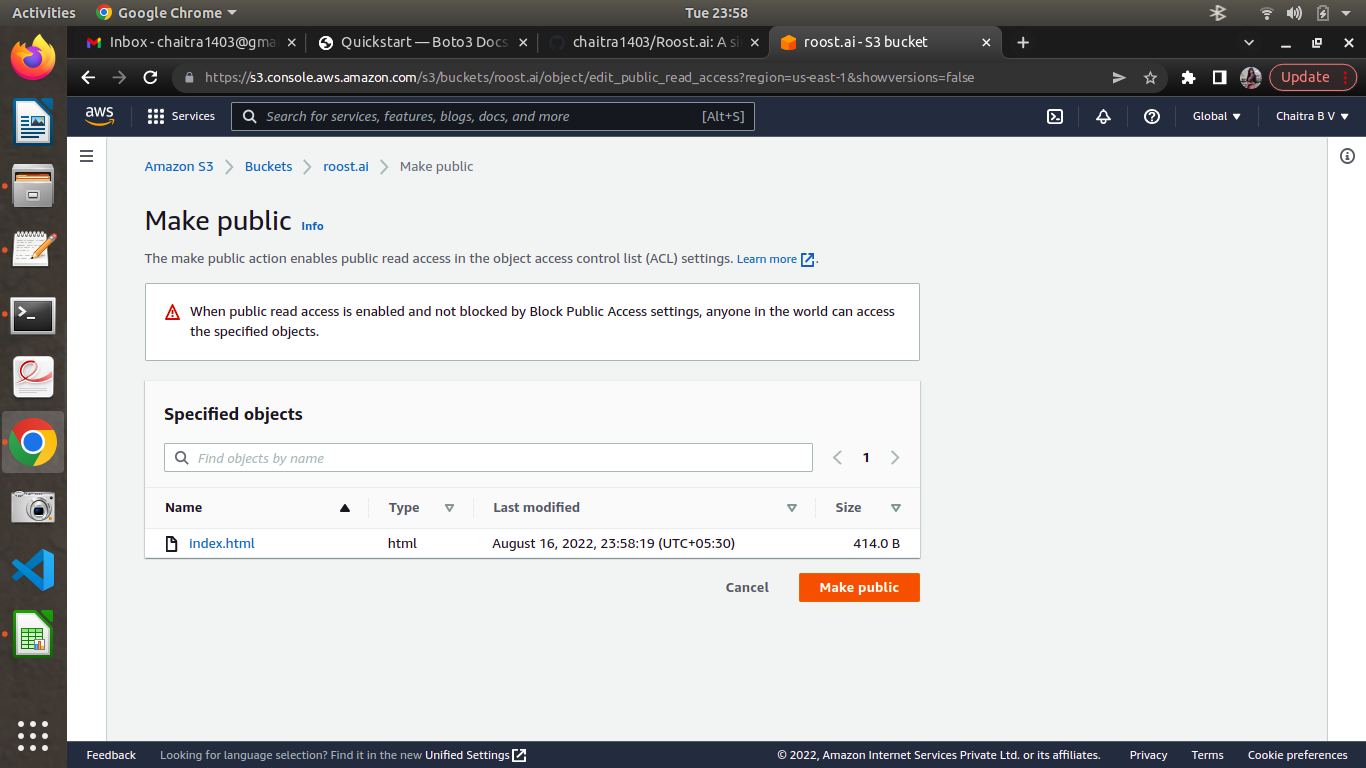 Activities
Google Chrome
Tue 23:58
Inbox - chaitra1403@gma
Quickstart — Boto3 Docs
chaitra1403/Roost.ai: A si
roost.ai - S3 bucket
https://s3.console.aws.amazon.com/s3/buckets/roost.ai/object/edit_public_read_access?region=us-east-1&showversions=false
Update
aws
Services
Search for services, features, blogs, docs, and more
[Alt+S]
Global
Chaitra B V
Amazon S3
Buckets
roost.ai
Make public
Make public
Info
The make public action enables public read access in the object access control list (ACL) settings. Learn more.
When public read access is enabled and not blocked by Block Public Access settings, anyone in the world can access
the specified objects.
Specified objects
Find objects by name
1
Name
Type
Last modified
Size
index.html
html
August 16, 2022, 23:58:19 (UTC+05:30)
414.0 B
Cancel
Make public
Feedback
Looking for language selection? Find it in the new Unified Settings
© 2022, Amazon Internet Services Private Ltd. or its affiliates.
Privacy
Terms
Cookie preferences